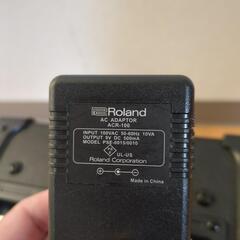 Roland
AC ADAPTOR
ACR-100
INPUT 100VAC 50-60Hz 10VA
OUTPUT 9V DC 500mA
MODEL PSE-0015/0010
UL-US
Roland Corporation
Made in China